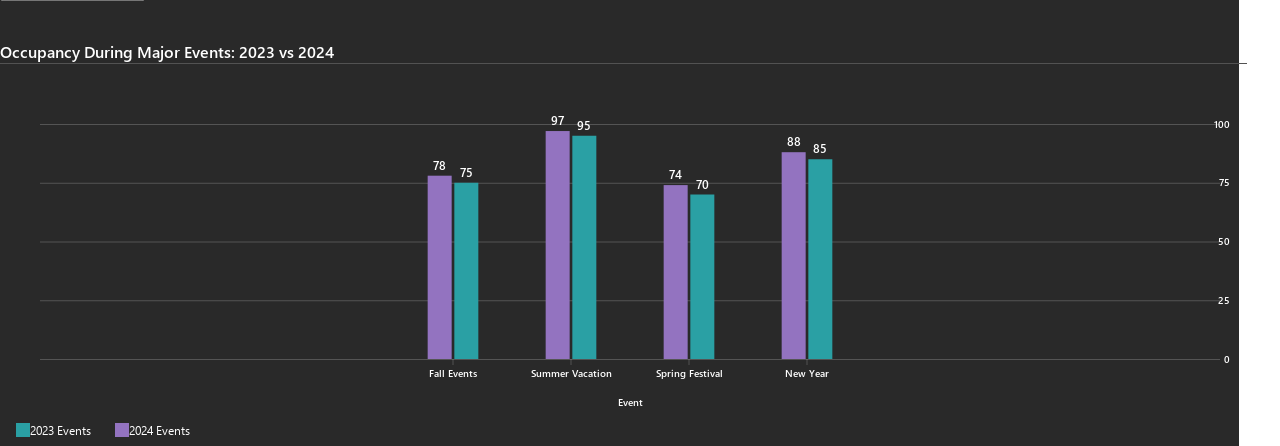 Occupancy During Major Events: 2023 vs 2024
97
95
100
88
85
78
75
74
70
75
50
25
0
Fall Events
Summer Vacation
Spring Festival
New Year
Event
2023 Events
2024 Events